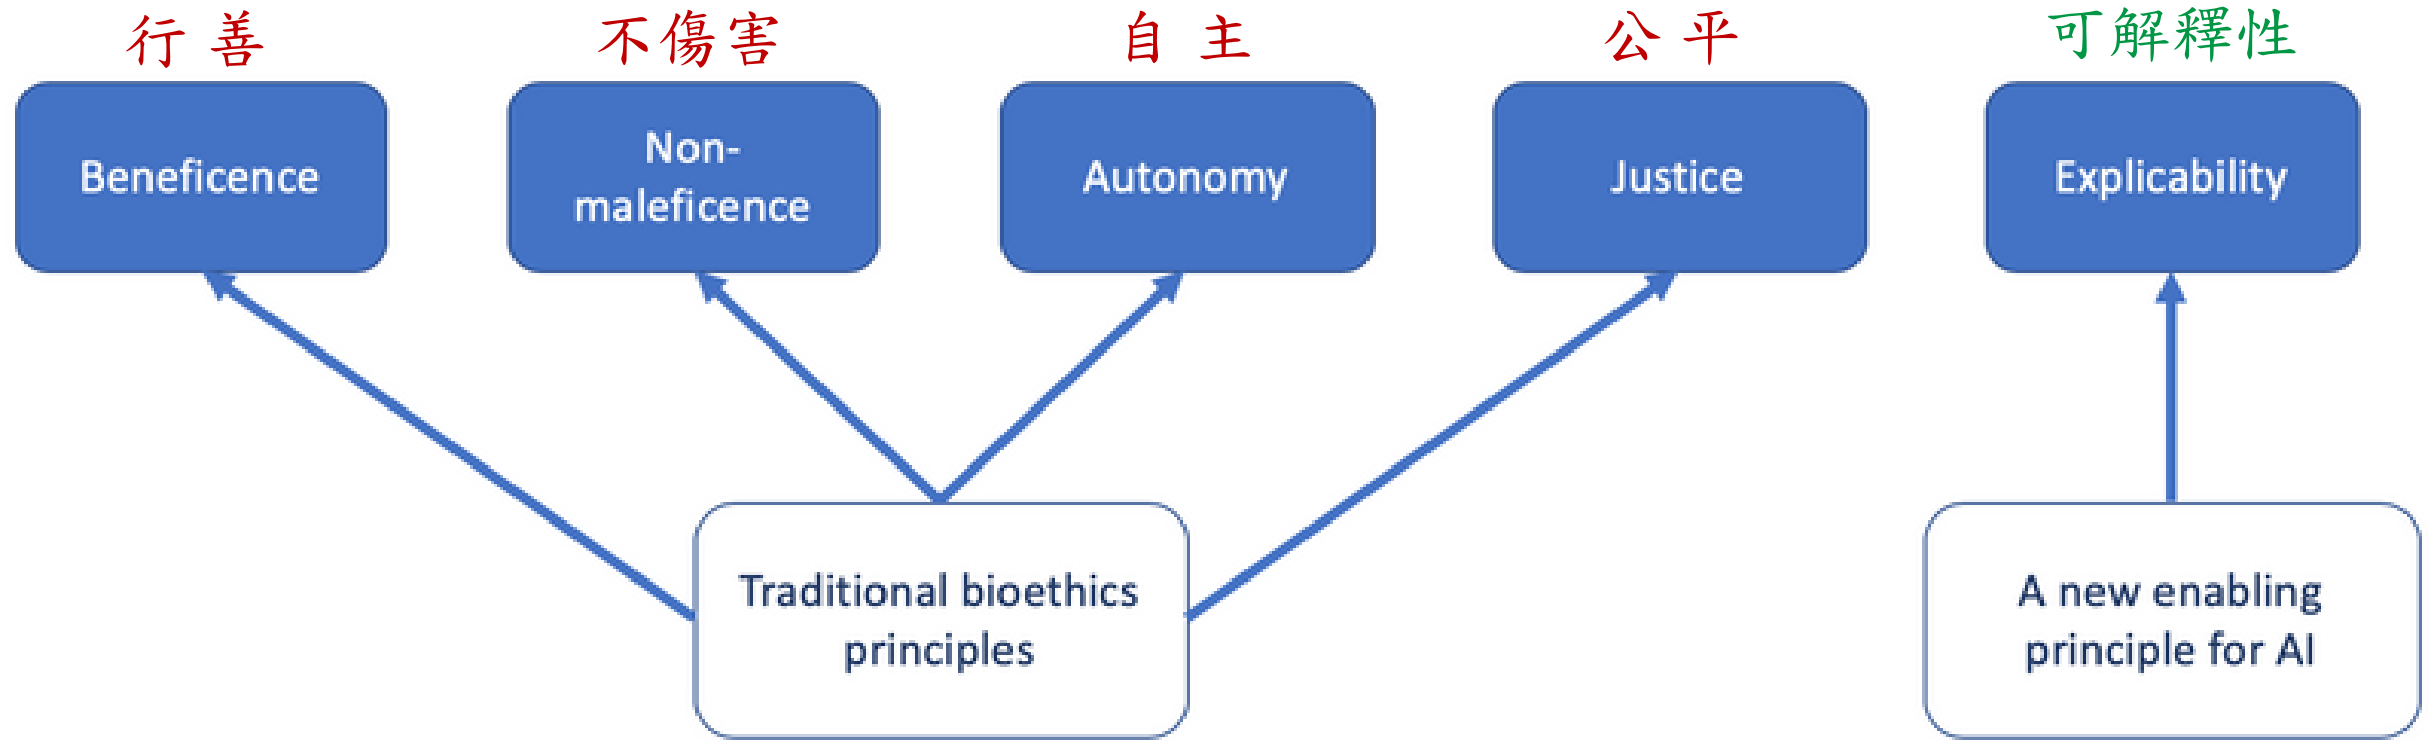 行善
不傷害
自主
公平
可解釋性
Beneficence
Non-
maleficence
Autonomy
Justice
Explicability
Traditional bioethics
principles
A new enabling
principle for AI